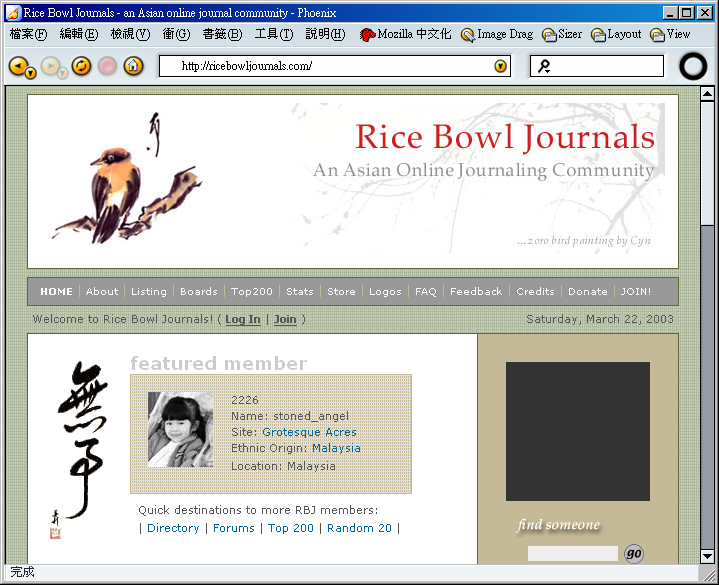 Rice Bowl Journals - an Asian online journal community - Phoenix
檔案(F) 編輯(E) 檢視(V) 衝(G) 書籤(B) 工具(T) 說明(H) Mozilla 中文化 Image Drag Sizer Layout View
http://ricebowljournals.com/
Rice Bowl Journals
An Asian Online Journaling Community
...zoro bird painting by Cyn
HOME | About | Listing | Boards | Top200 | Stats | Store | Logos | FAQ | Feedback | Credits | Donate | JOIN!
Welcome to Rice Bowl Journals! ( Log In | Join ) Saturday, March 22, 2003
featured member
2226
Name: stoned_angel
Site: Grotesque Acres
Ethnic Origin: Malaysia
Location: Malaysia
Quick destinations to more RBJ members:
| Directory | Forums | Top 200 | Random 20 |
find someone
go
完成